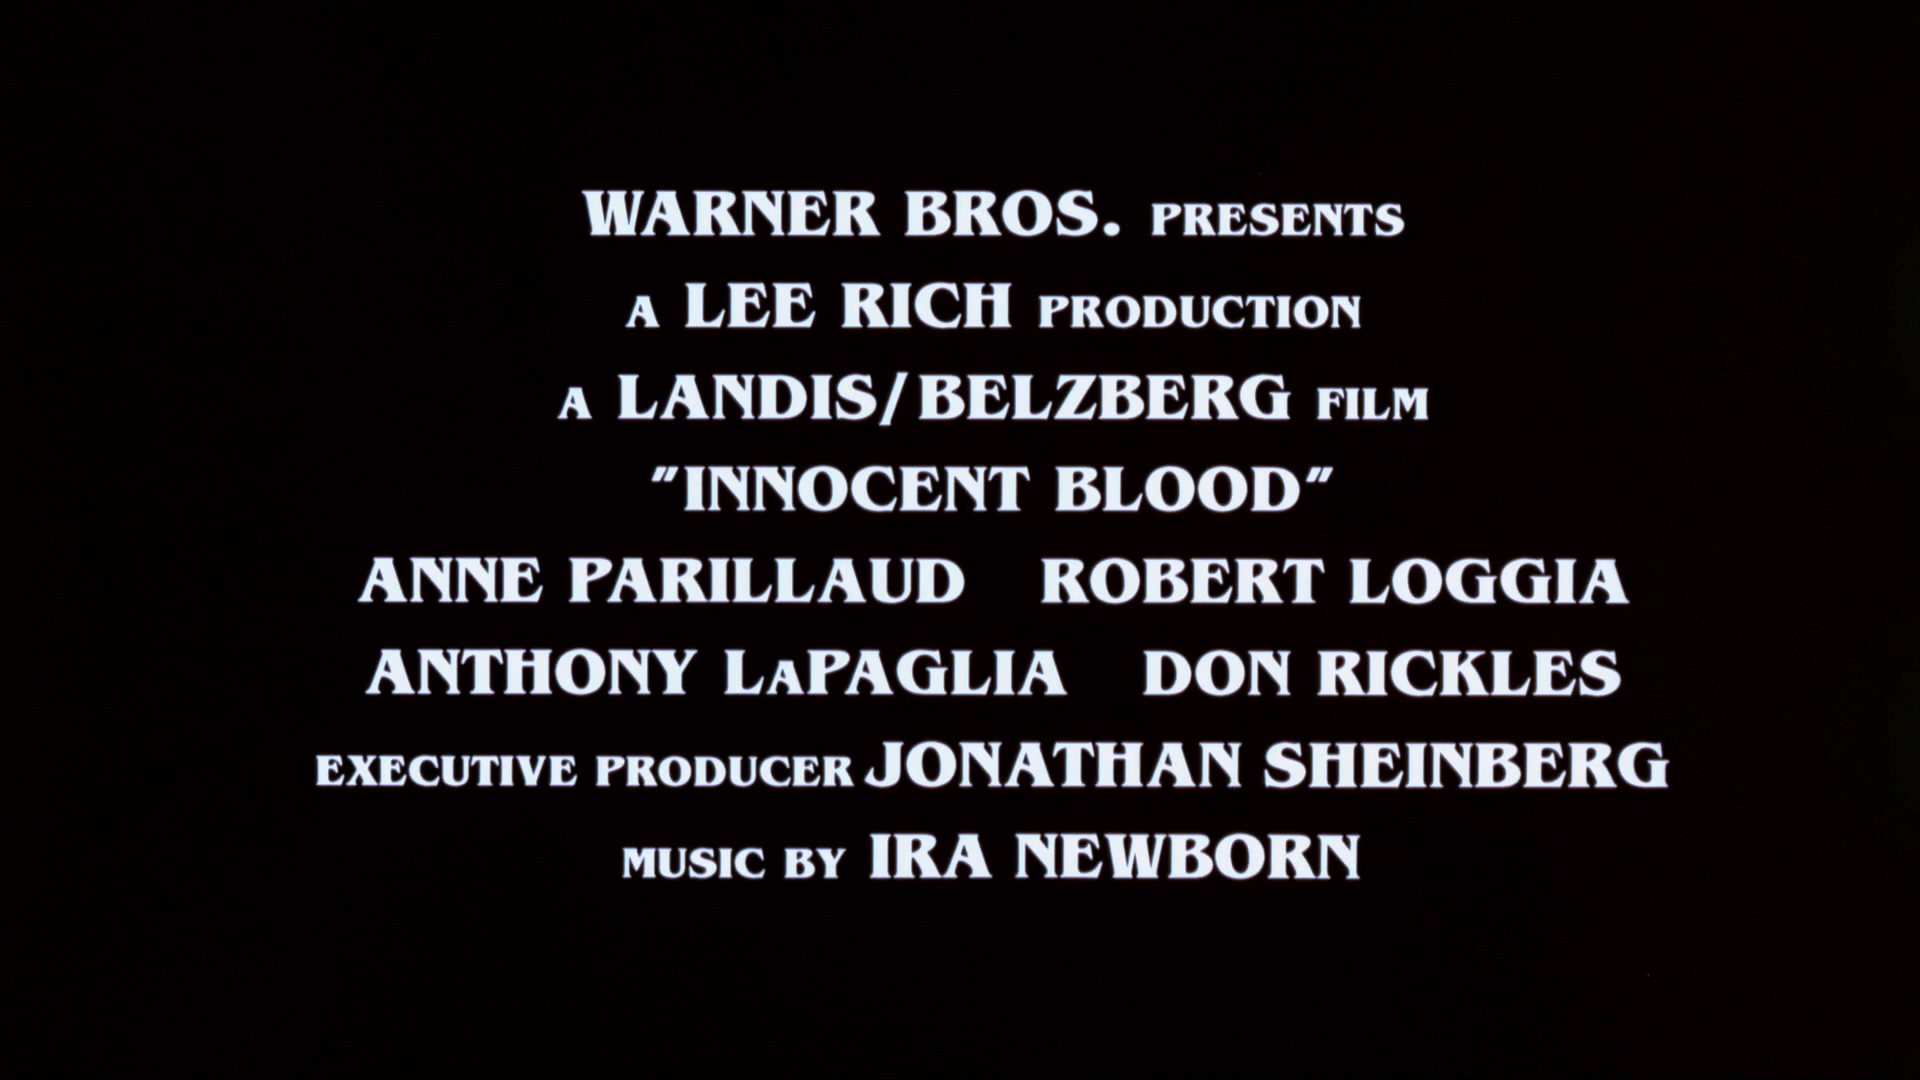 WARNER BROS. PRESENTS
A LEE RICH PRODUCTION
A LANDIS/BELZBERG FILM
"INNOCENT BLOOD"
ANNE PARILLAUD ROBERT LOGGIA
ANTHONY LaPAGLIA DON RICKLES
EXECUTIVE PRODUCER JONATHAN SHEINBERG
MUSIC BY IRA NEWBORN